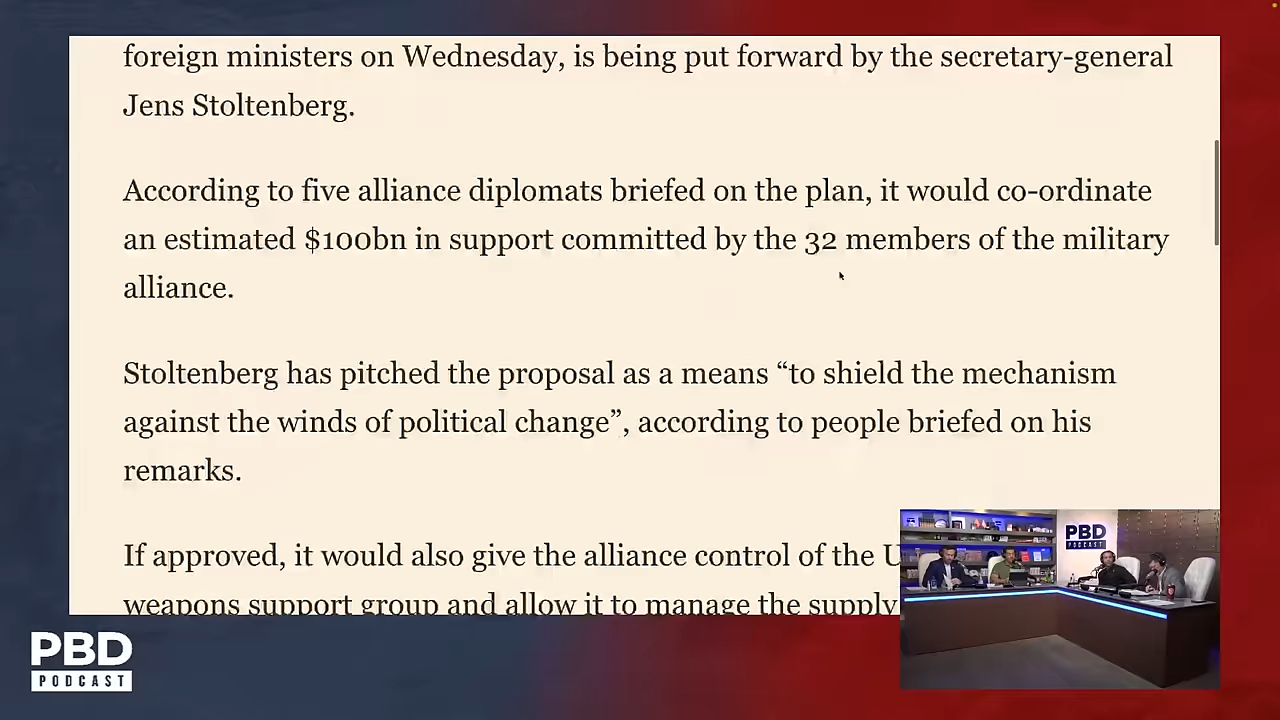 foreign ministers on Wednesday, is being put forward by the secretary-general
Jens Stoltenberg.
According to five alliance diplomats briefed on the plan, it would co-ordinate
an estimated $100bn in support committed by the 32 members of the military
alliance.
Stoltenberg has pitched the proposal as a means “to shield the mechanism
against the winds of political change”, according to people briefed on his
remarks.
If approved, it would also give the alliance control of the U
weapons support group and allow it to manage the supply
PBD
PODCAST
PBD
PODCAST